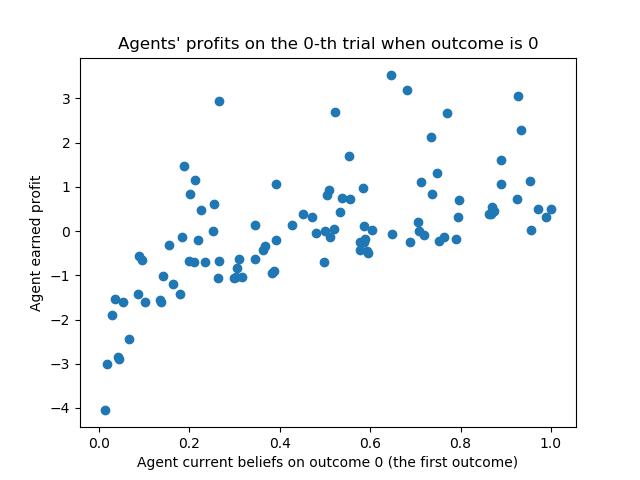 Agents' profits on the 0-th trial when outcome is 0
Agent earned profit
3
2
1
0
−1
−2
−3
−4
0.0 0.2 0.4 0.6 0.8 1.0
Agent current beliefs on outcome 0 (the first outcome)